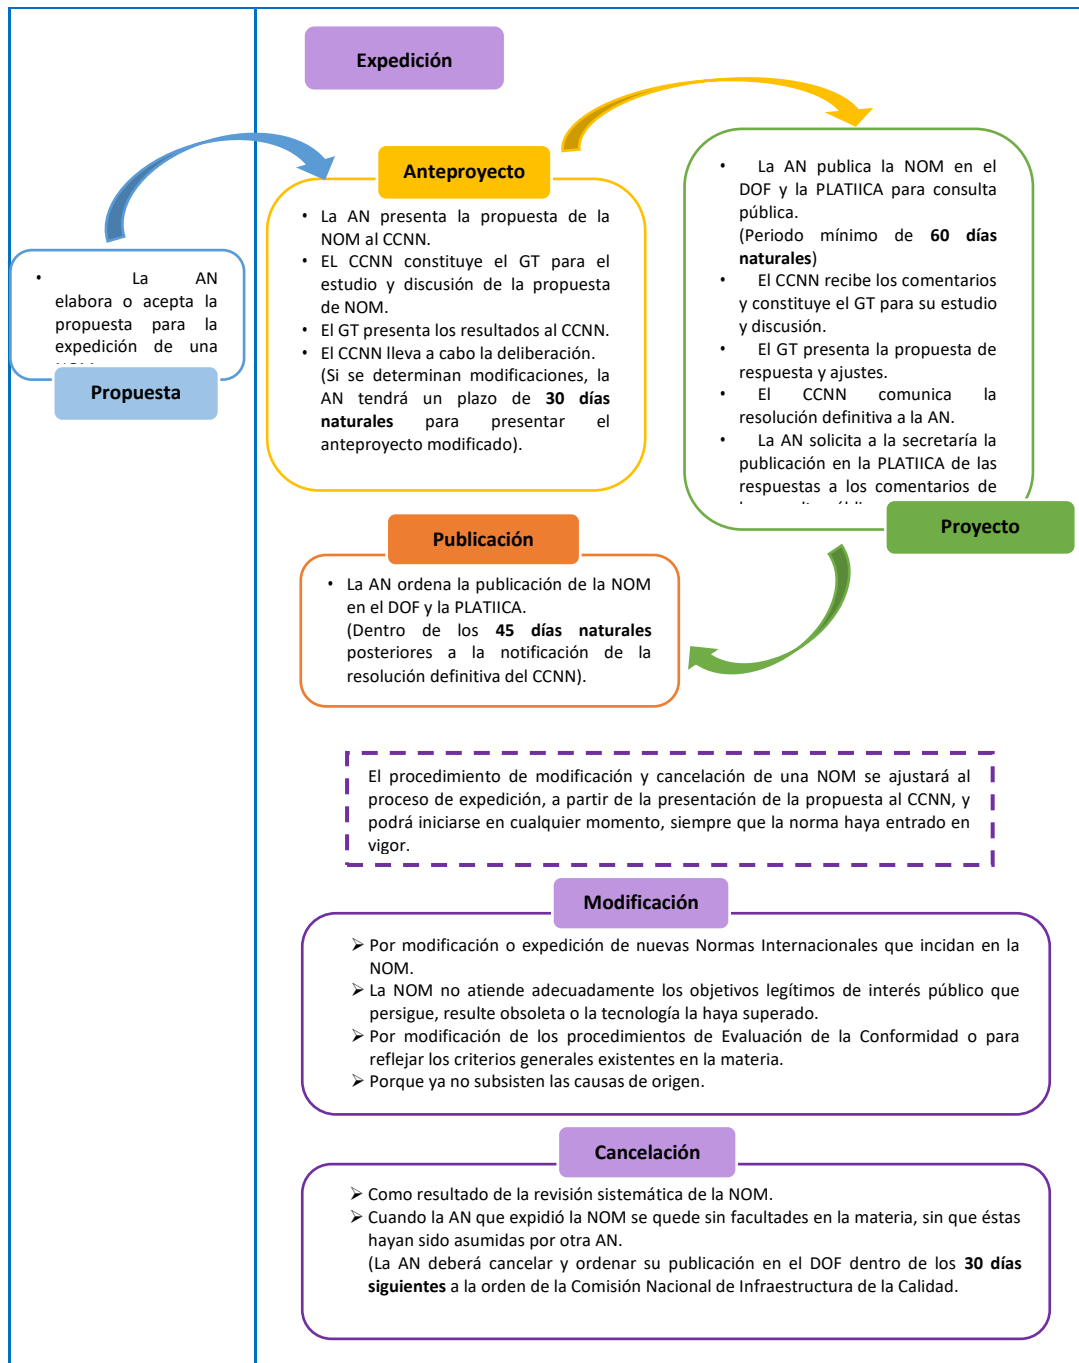 Expedición
Propuesta
• La AN
elabora o acepta la
propuesta para la
expedición de una
Anteproyecto
• La AN presenta la propuesta de la
NOM al CCNN.
• EL CCNN constituye el GT para el
estudio y discusión de la propuesta
de NOM.
• El GT presenta los resultados al CCNN.
• El CCNN lleva a cabo la deliberación.
(Si se determinan modificaciones, la
AN tendrá un plazo de 30 días
naturales para presentar el
anteproyecto modificado).
• La AN publica la NOM en el
DOF y la PLATIICA para consulta
pública.
(Periodo mínimo de 60 días
naturales)
• El CCNN recibe los comentarios
y constituye el GT para su estudio
y discusión.
• El GT presenta la propuesta de
respuesta y ajustes.
• El CCNN comunica la
resolución definitiva a la AN.
• La AN solicita a la secretaría la
publicación en la PLATIICA de las
respuestas a los comentarios de
Proyecto
Publicación
• La AN ordena la publicación de la NOM
en el DOF y la PLATIICA.
(Dentro de los 45 días naturales
posteriores a la notificación de la
resolución definitiva del CCNN).
El procedimiento de modificación y cancelación de una NOM se ajustará al
proceso de expedición, a partir de la presentación de la propuesta al CCNN, y
podrá iniciarse en cualquier momento, siempre que la norma haya entrado en
vigor.
Modificación
➢ Por modificación o expedición de nuevas Normas Internacionales que incidan en la
NOM.
➢ La NOM no atiende adecuadamente los objetivos legítimos de interés público que
persigue, resulte obsoleta o la tecnología la haya superado.
➢ Por modificación de los procedimientos de Evaluación de la Conformidad o para
reflejar los criterios generales existentes en la materia.
➢ Porque ya no subsisten las causas de origen.
Cancelación
➢ Como resultado de la revisión sistemática de la NOM.
➢ Cuando la AN que expidió la NOM se quede sin facultades en la materia, sin que éstas
hayan sido asumidas por otra AN.
(La AN deberá cancelar y ordenar su publicación en el DOF dentro de los 30 días
siguientes a la orden de la Comisión Nacional de Infraestructura de la Calidad.